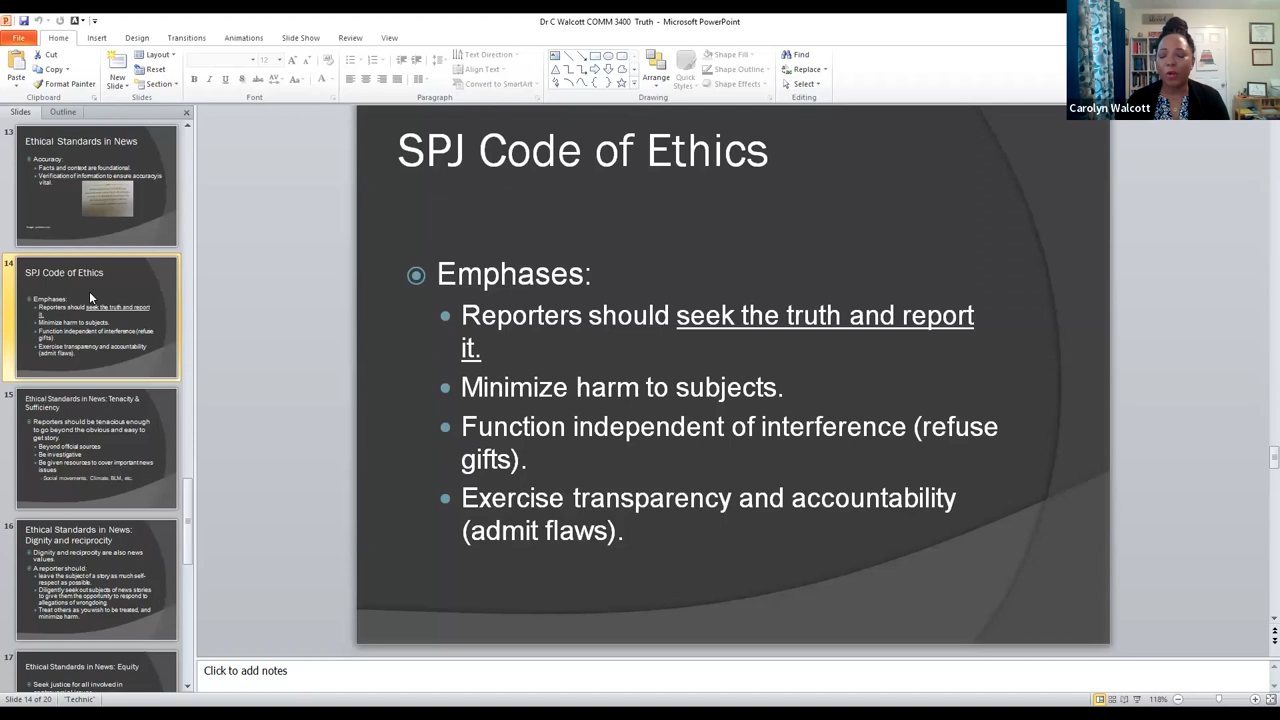 Dr C Walcott COMM 3400  Truth  -  Microsoft PowerPoint
File
Home
Insert
Design
Transitions
Animations
Slide Show
Review
View
Paste
Cut
Copy
Format Painter
Clipboard
New
Slide
Layout
Reset
Section
Slides
Font
Text Direction
Align Text
Convert to SmartArt
Paragraph
Arrange
Quick
Styles
Shape Fill
Shape Outline
Shape Effects
Drawing
Find
Replace
Select
Editing
Carolyn Walcott
Slides
Outline
13
Ethical Standards in News
Accuracy:
Facts and context are foundational.
Verification of information to ensure accuracy is
vital.
14
SPJ Code of Ethics
Emphases:
Reporters should seek the truth and report
it.
Minimize harm to subjects.
Function independent of interference (refuse
gifts).
Exercise transparency and accountability
(admit flaws).
15
Ethical Standards in News: Tenacity &
Sufficiency
Reporters should be tenacious enough
to go beyond the obvious and easy to
get story.
Beyond official sources
Be investigative
Be given resources to cover important news
issues
Social movements, Climate, BLM, etc.
16
Ethical Standards in News:
Dignity and reciprocity
Dignity and reciprocity are also news
values.
A reporter should:
leave the subject of a story as much self-
respect as possible.
Diligently seek out subjects of news stories
to give them the opportunity to respond to
allegations of wrongdoing.
Treat others as you wish to be treated, and
minimize harm.
17
Ethical Standards in News: Equity
Seek justice for all involved in
SPJ Code of Ethics
Emphases:
Reporters should seek the truth and report
it.
Minimize harm to subjects.
Function independent of interference (refuse
gifts).
Exercise transparency and accountability
(admit flaws).
Click to add notes
Slide 14 of 20
"Technic"
118%